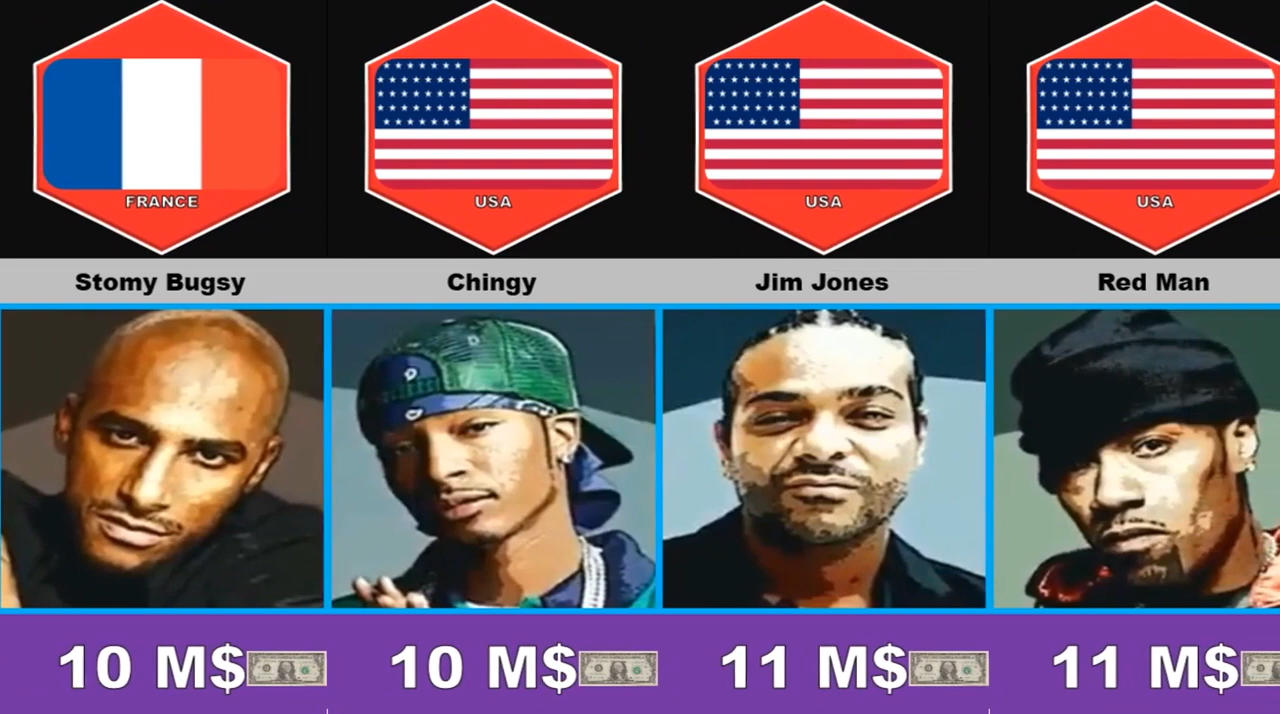 FRANCE
USA
USA
USA
Stomy Bugsy
Chingy
Jim Jones
Red Man
10 M$
10 M$
11 M$
11 M$